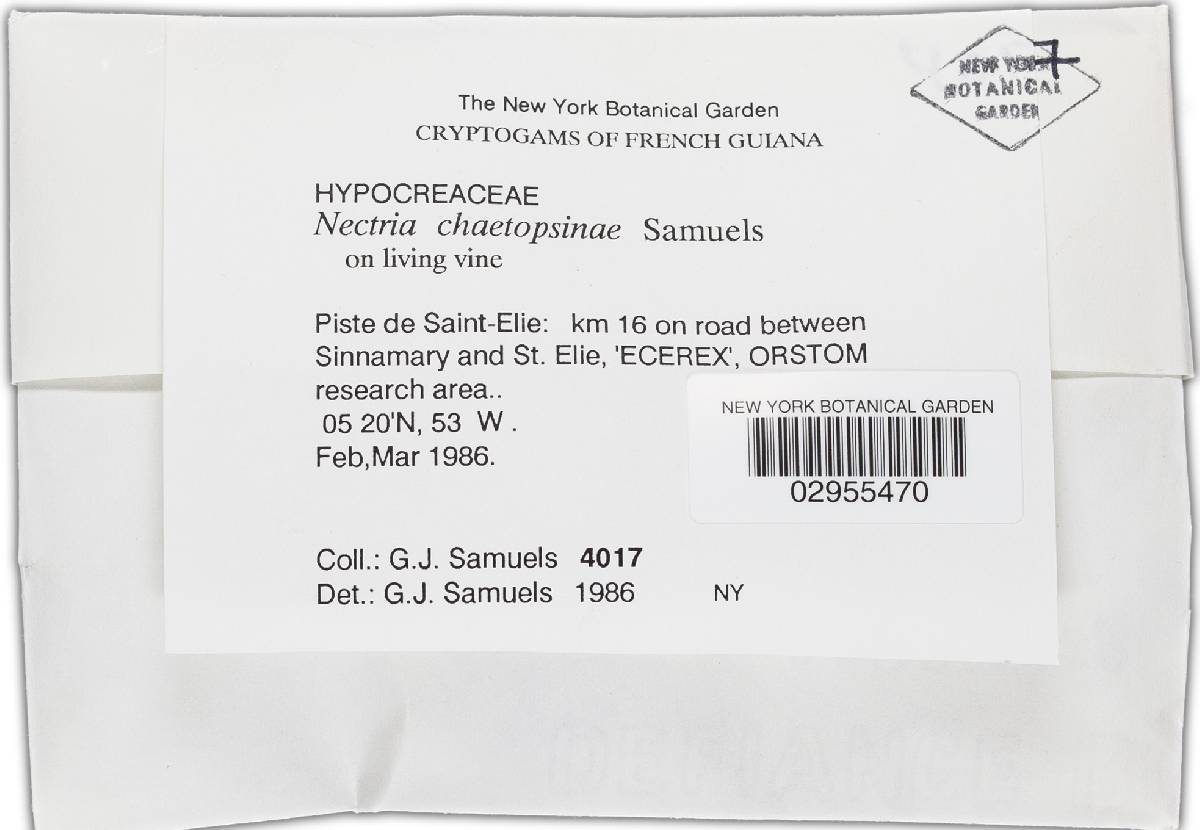 7
NEW YORK
BOTANICAL
GARDEN
The New York Botanical Garden
CRYPTOGAMS OF FRENCH GUIANA
HYPOCREACEAE
Nectria chaetopsinae Samuels
on living vine
Piste de Saint-Elie: km 16 on road between
Sinnamary and St. Elie, 'ECEREX', ORSTOM
research area..
05 20'N, 53 W .
Feb,Mar 1986.
NEW YORK BOTANICAL GARDEN
02955470
Coll.: G.J. Samuels 4017
Det.: G.J. Samuels 1986 NY